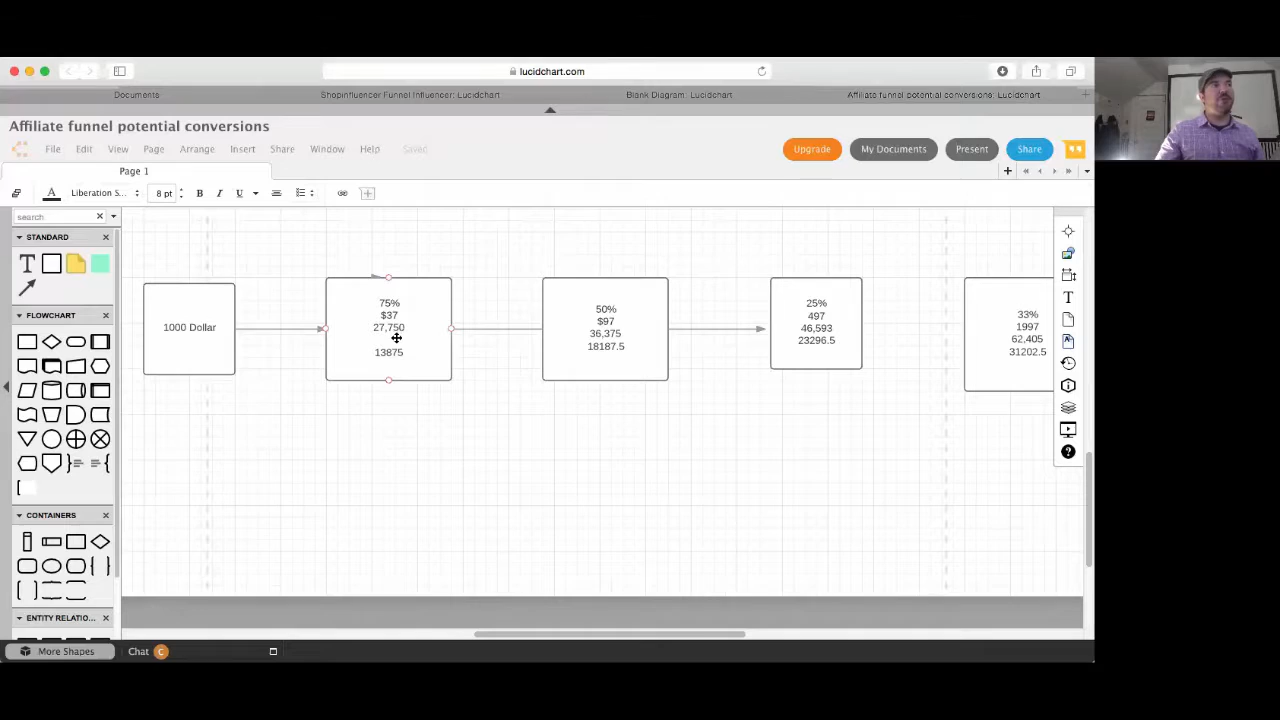 lucidchart.com
Documents
Shopinfluencer Funnel Influencer: Lucidchart
Blank Diagram: Lucidchart
Affiliate funnel potential conversions: Lucidchart
Affiliate funnel potential conversions
File Edit View Page Arrange Insert Share Window Help Saved
Upgrade My Documents Present Share
Page 1
Liberation S... 8 pt B I U
search
STANDARD
T
FLOWCHART
CONTAINERS
ENTITY RELATIO...
More Shapes
Chat C
1000 Dollar
75%
$37
27,750
13875
50%
$97
36,375
18187.5
25%
497
46,593
23296.5
33%
1997
62,405
31202.5